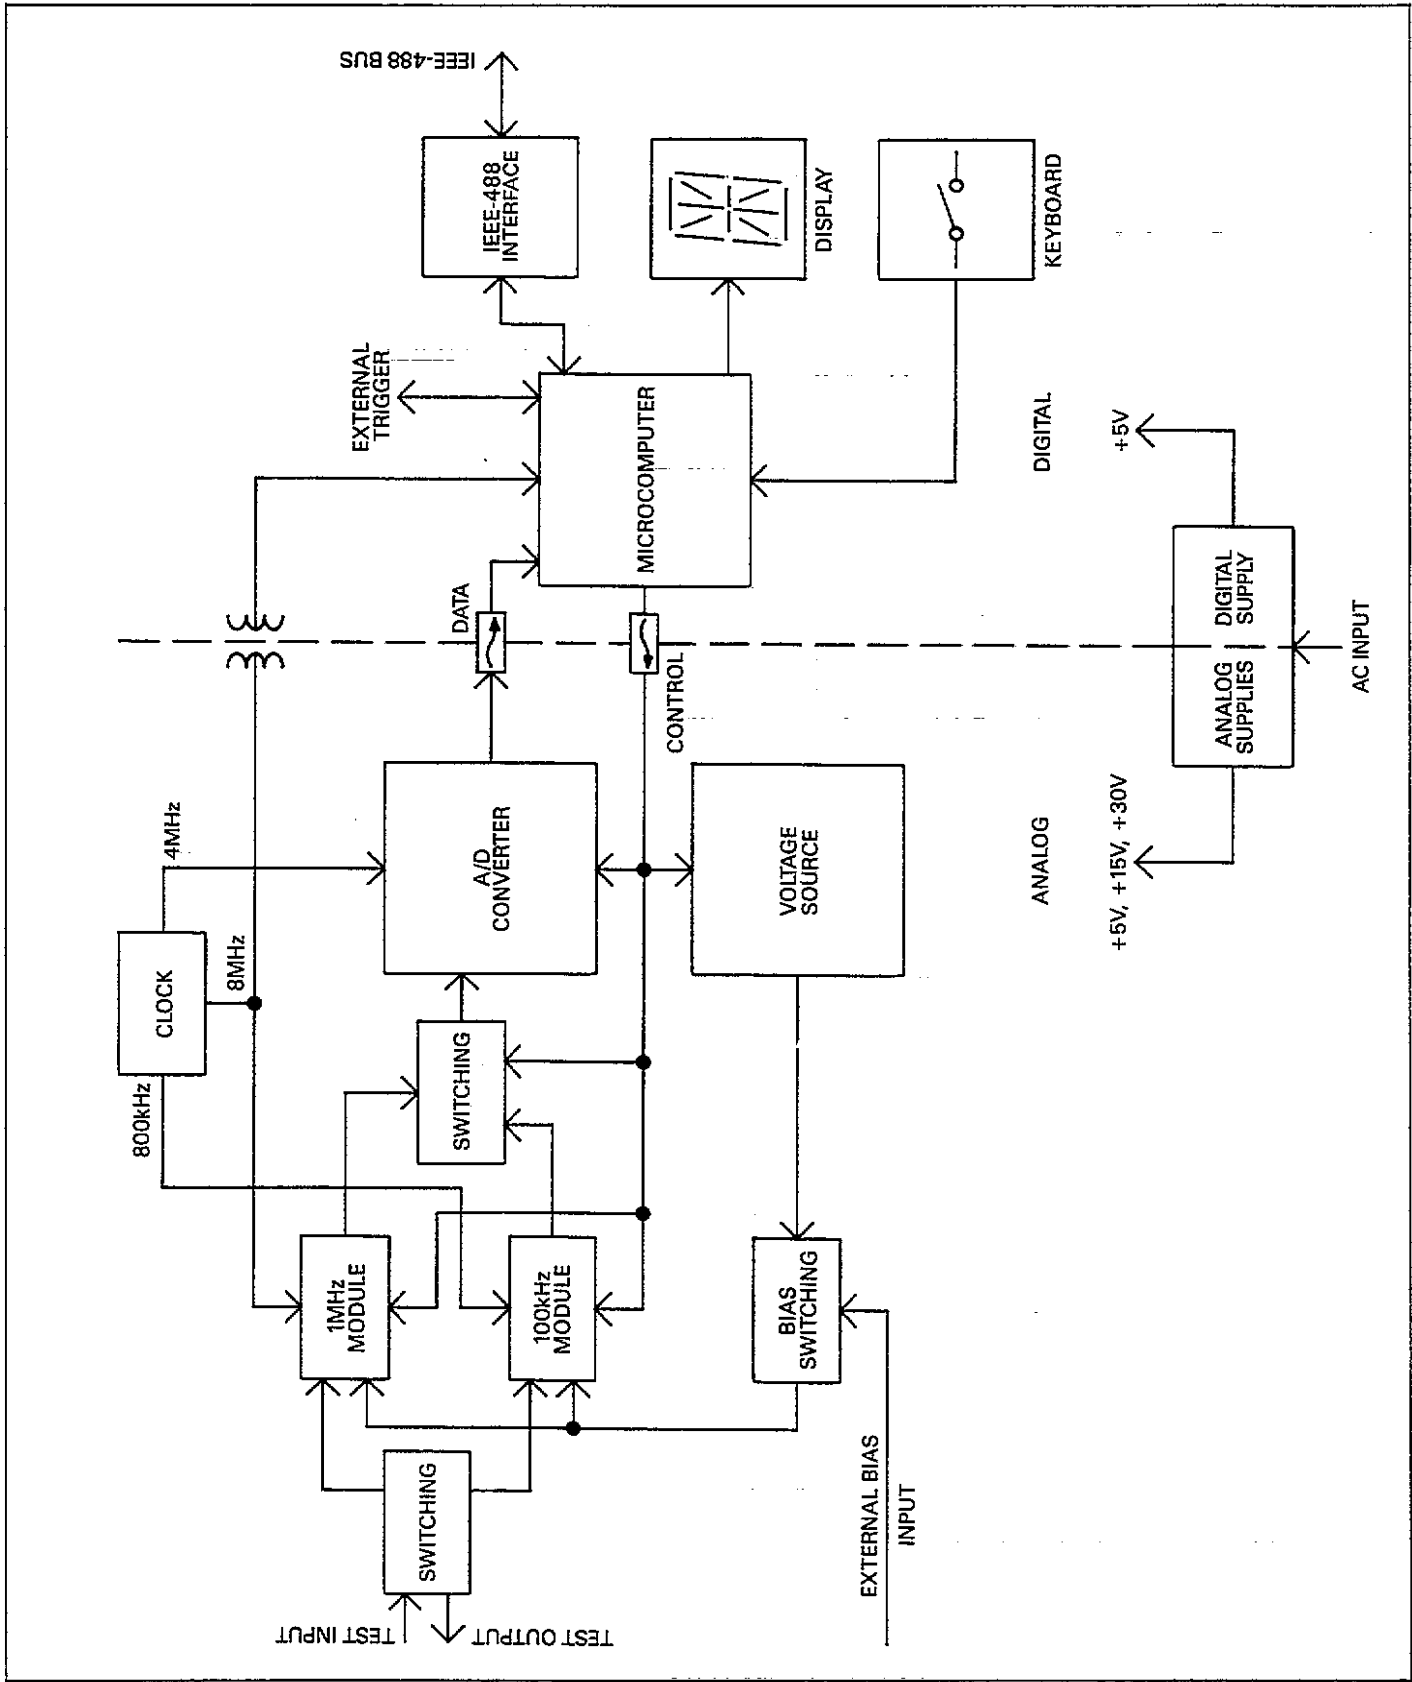 TEST INPUT
TEST OUTPUT
SWITCHING
EXTERNAL BIAS
INPUT
1MHz
MODULE
100kHz
MODULE
BIAS
SWITCHING
800kHz
CLOCK
8MHz
4MHz
SWITCHING
A/D
CONVERTER
VOLTAGE
SOURCE
DATA
CONTROL
EXTERNAL
TRIGGER
MICROCOMPUTER
IEEE-488
INTERFACE
IEEE-488 BUS
DISPLAY
KEYBOARD
ANALOG
DIGITAL
+5V, +15V, +30V
+5V
ANALOG
SUPPLIES
DIGITAL
SUPPLY
AC INPUT